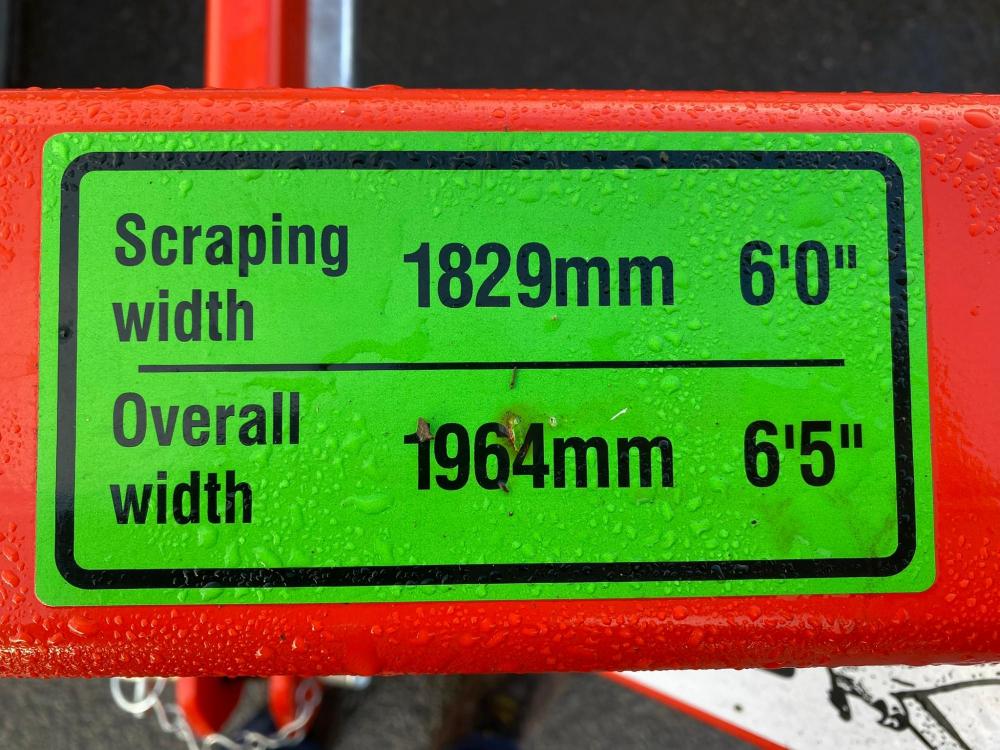 Scraping
width 1829mm 6'0"
Overall
width 1964mm 6'5"